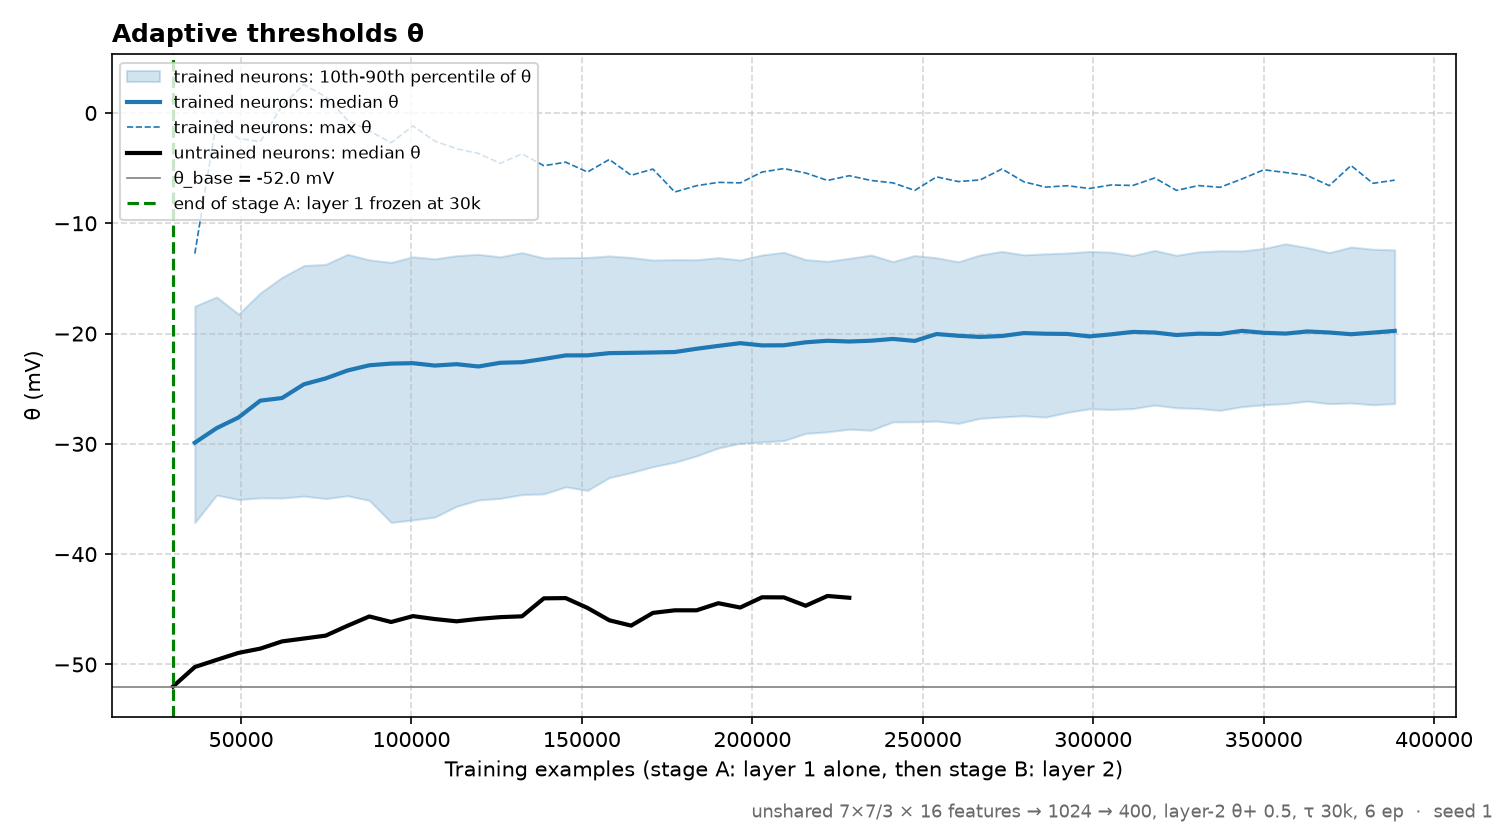 Adaptive thresholds θ
trained neurons: 10th-90th percentile of θ
trained neurons: median θ
trained neurons: max θ
untrained neurons: median θ
θ_base = -52.0 mV
end of stage A: layer 1 frozen at 30k
θ (mV)
0
−10
−20
−30
−40
−50
50000
100000
150000
200000
250000
300000
350000
400000
Training examples (stage A: layer 1 alone, then stage B: layer 2)
unshared 7×7/3 × 16 features → 1024 → 400, layer-2 θ+ 0.5, τ 30k, 6 ep · seed 1